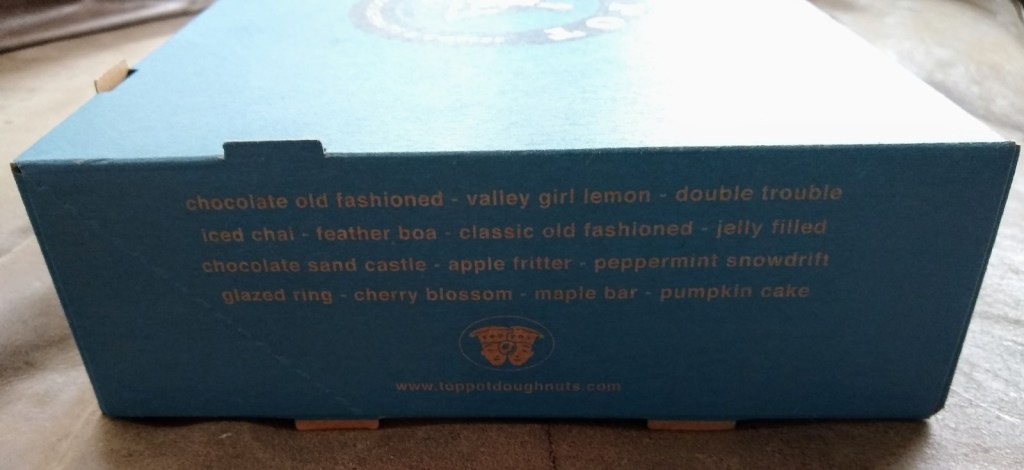 chocolate old fashioned - valley girl lemon - double trouble
iced chai - feather boa - classic old fashioned - jelly filled
chocolate sand castle - apple fritter - peppermint snowdrift
glazed ring - cherry blossom - maple bar - pumpkin cake
www.toppotdoughnuts.com